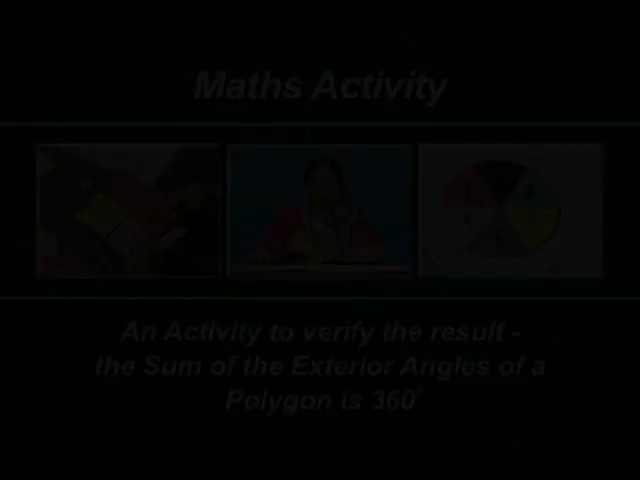 Maths Activity
An Activity to verify the result -
the Sum of the Exterior Angles of a
Polygon is 360°